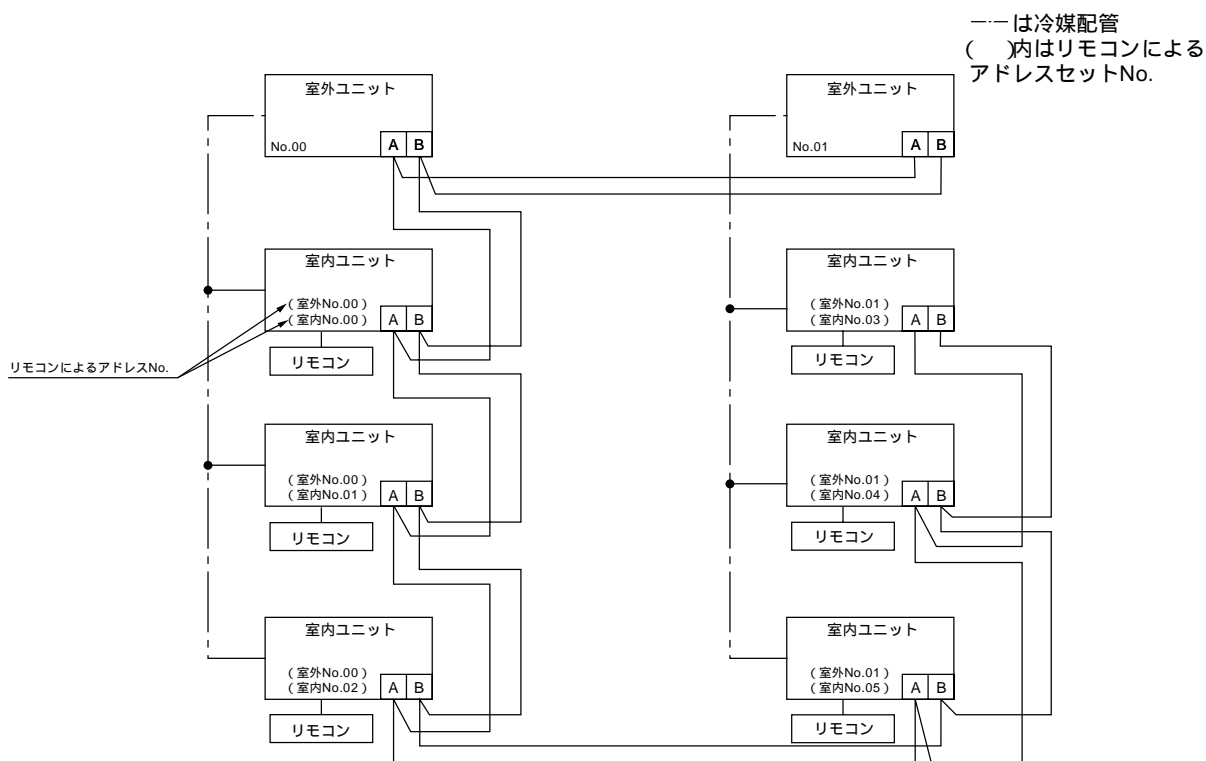 一·一は冷媒配管
(　)内はリモコンによる
アドレスセットNo.
室外ユニット
No.00
A B
室外ユニット
No.01
A B
室内ユニット
(室外No.00)
(室内No.00)
A B
リモコン
リモコンによるアドレスNo.
室内ユニット
(室外No.01)
(室内No.03)
A B
リモコン
室内ユニット
(室外No.00)
(室内No.01)
A B
リモコン
室内ユニット
(室外No.01)
(室内No.04)
A B
リモコン
室内ユニット
(室外No.00)
(室内No.02)
A B
リモコン
室内ユニット
(室外No.01)
(室内No.05)
A B
リモコン